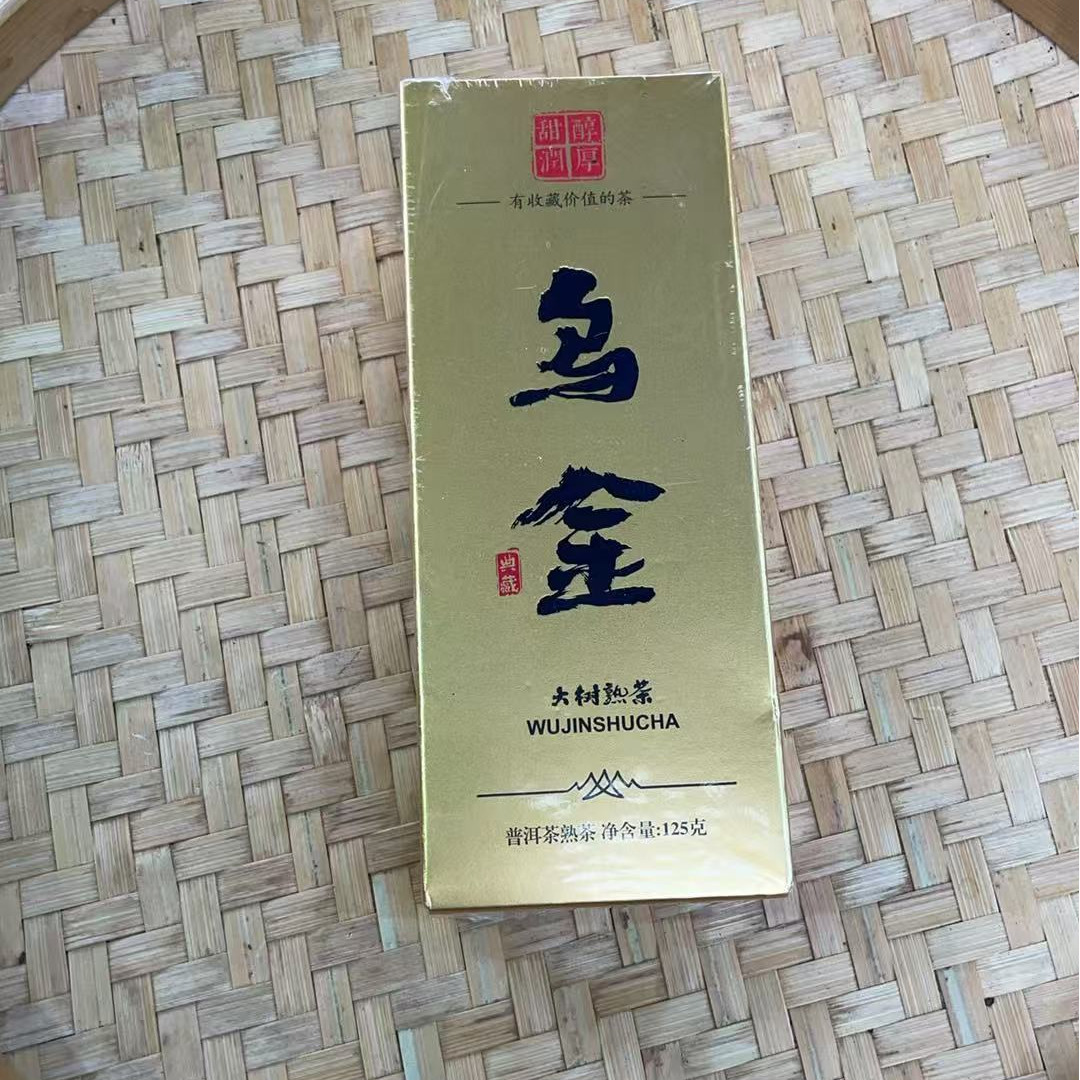 醇厚
甜潤
有收藏价值的茶
乌金
典藏
大树熟茶
WUJINSHUCHA
普洱茶熟茶 净含量:125克